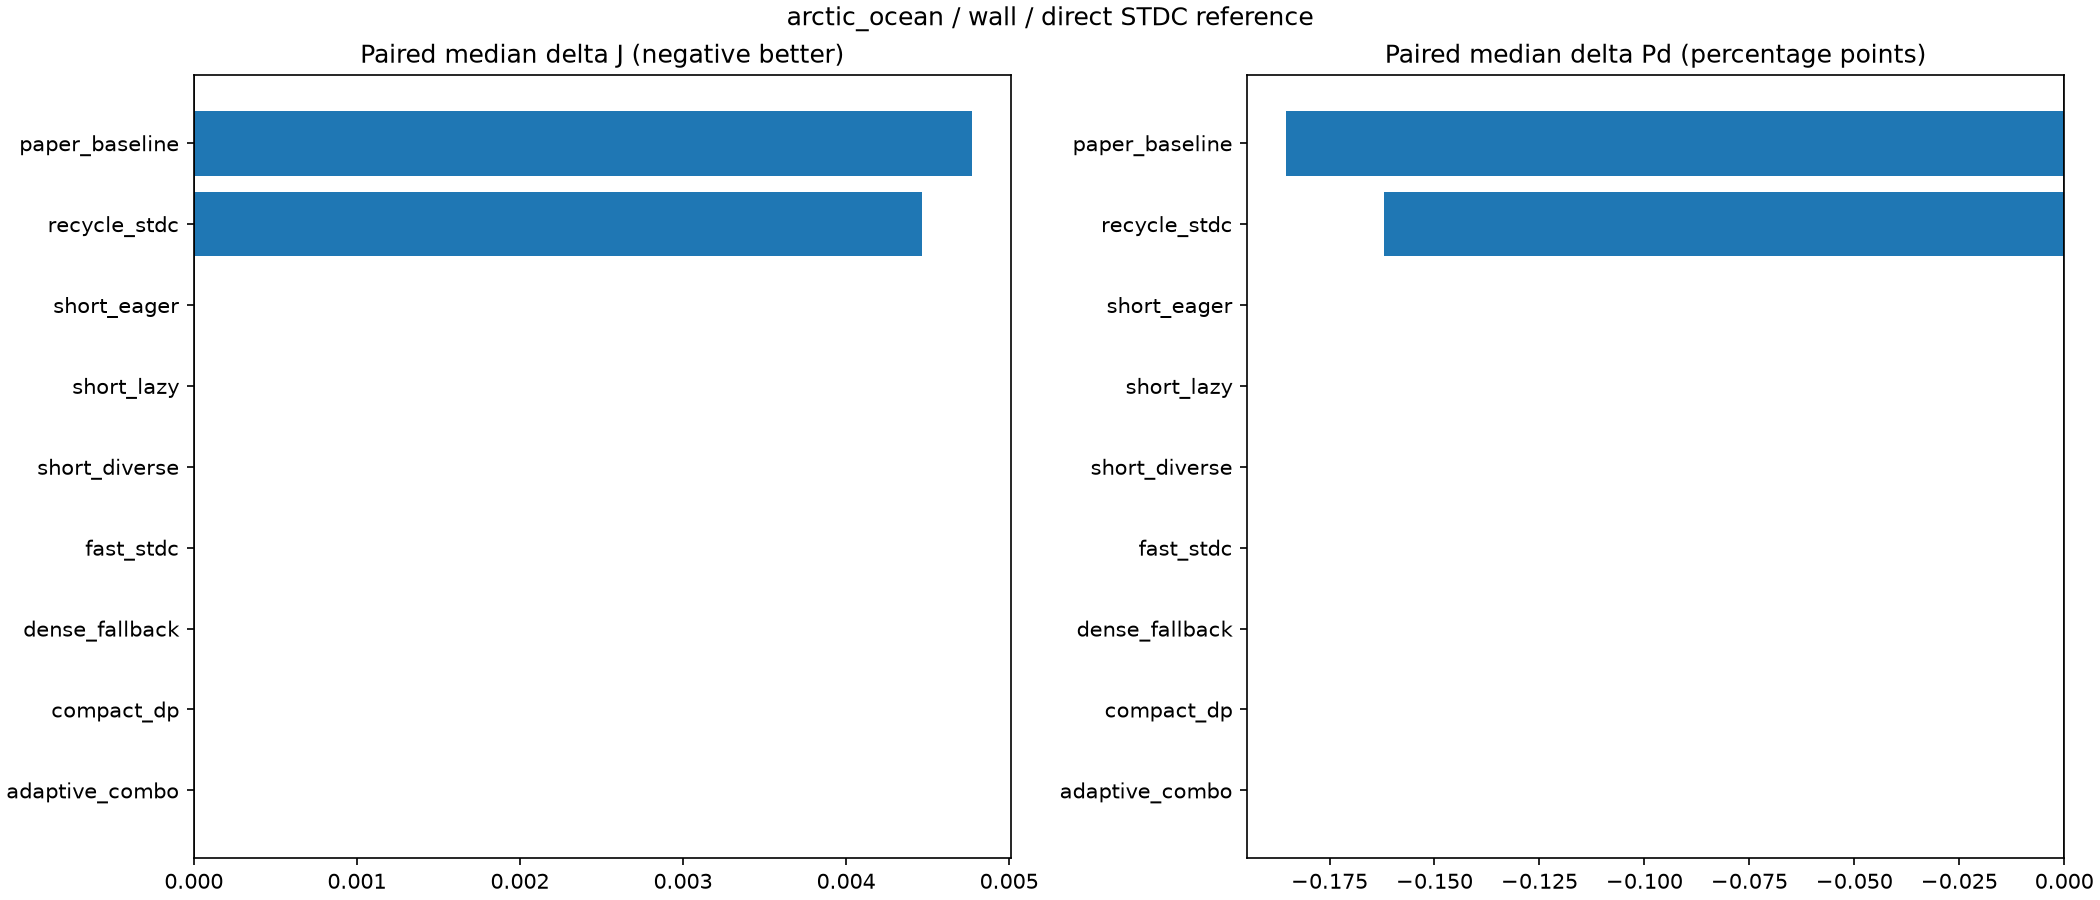 arctic_ocean / wall / direct STDC reference
Paired median delta J (negative better)
paper_baseline
recycle_stdc
short_eager
short_lazy
short_diverse
fast_stdc
dense_fallback
compact_dp
adaptive_combo
0.000 0.001 0.002 0.003 0.004 0.005
Paired median delta Pd (percentage points)
paper_baseline
recycle_stdc
short_eager
short_lazy
short_diverse
fast_stdc
dense_fallback
compact_dp
adaptive_combo
−0.175 −0.150 −0.125 −0.100 −0.075 −0.050 −0.025 0.000